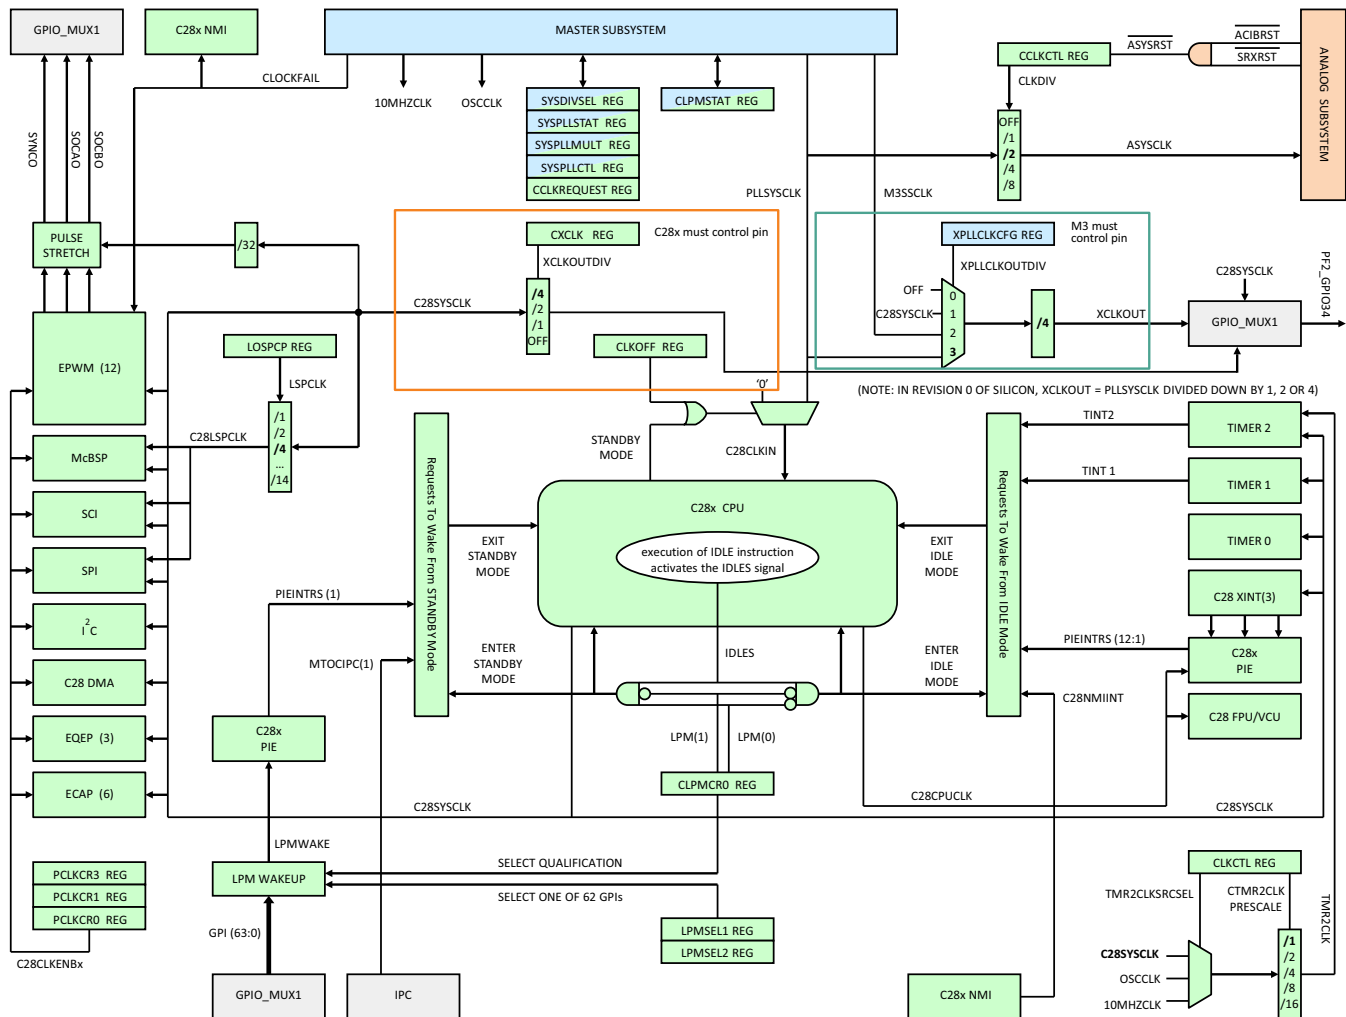 GPIO_MUX1
C28x NMI
MASTER SUBSYSTEM
CCLKCTL REG
ASYSRST
ACIBRST
SRXRST
ANALOG SUBSYSTEM
CLOCKFAIL
10MHZCLK
OSCCLK
SYSDIVSEL REG
SYSPLLSTAT REG
SYSPLLMULT REG
SYSPLLCTL REG
CCLKREQUEST REG
CLPMSTAT REG
CLKDIV
OFF
/1
/2
/4
/8
ASYSCLK
SYNCO
SOCAO
SOCBO
PLLSYSCLK
M3SSCLK
PULSE
STRETCH
/32
CXCLK REG
C28x must control pin
XCLKOUTDIV
/4
/2
/1
OFF
C28SYSCLK
XPLLCLKCFG REG
M3 must
control pin
XPLLCLKOUTDIV
OFF
C28SYSCLK
0
1
2
3
/4
XCLKOUT
C28SYSCLK
GPIO_MUX1
PF2_GPIO34
EPWM (12)
LOSPCP REG
LSPCLK
CLKOFF REG
'0'
(NOTE: IN REVISION 0 OF SILICON, XCLKOUT = PLLSYSCLK DIVIDED DOWN BY 1, 2 OR 4)
C28LSPCLK
/1
/2
/4
...
/14
STANDBY
MODE
C28CLKIN
TINT2
TIMER 2
McBSP
Requests To Wake From STANDBY Mode
Requests To Wake From IDLE Mode
TINT 1
TIMER 1
SCI
C28x CPU
EXIT
STANDBY
MODE
execution of IDLE instruction
activates the IDLES signal
EXIT
IDLE
MODE
TIMER 0
SPI
PIEINTRS (1)
C28 XINT(3)
I2C
MTOCIPC(1)
ENTER
STANDBY
MODE
IDLES
ENTER
IDLE
MODE
PIEINTRS (12:1)
C28x
PIE
C28 DMA
C28NMIINT
C28 FPU/VCU
EQEP (3)
C28x
PIE
LPM(1)
LPM(0)
ECAP (6)
CLPMCR0 REG
C28SYSCLK
C28CPUCLK
C28SYSCLK
LPMWAKE
PCLKCR3 REG
PCLKCR1 REG
PCLKCR0 REG
LPM WAKEUP
SELECT QUALIFICATION
SELECT ONE OF 62 GPIs
CLKCTL REG
TMR2CLKSRCSEL
CTMR2CLK
PRESCALE
TMR2CLK
GPI (63:0)
LPMSEL1 REG
LPMSEL2 REG
C28CLKENBx
GPIO_MUX1
IPC
C28x NMI
C28SYSCLK
OSCCLK
10MHZCLK
/1
/2
/4
/8
/16